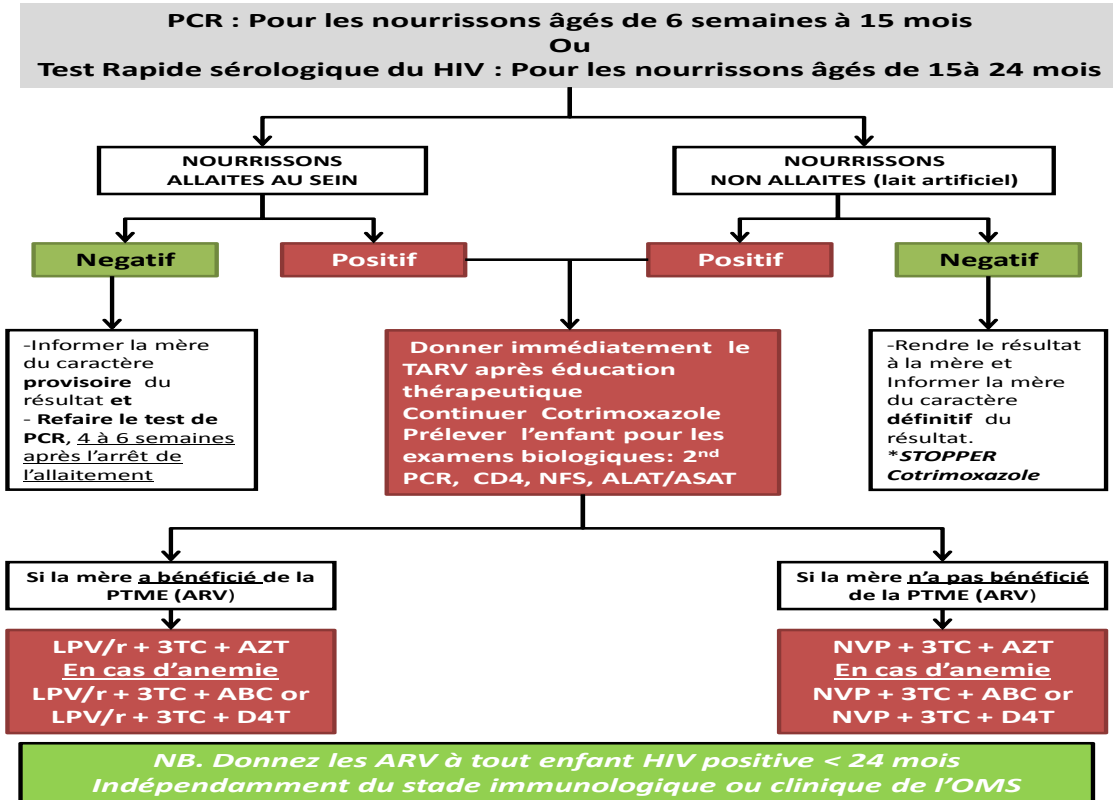 PCR : Pour les nourrissons âgés de 6 semaines à 15 mois
Ou
Test Rapide sérologique du HIV : Pour les nourrissons âgés de 15à 24 mois
NOURRISSONS
ALLAITES AU SEIN
NOURRISSONS
NON ALLAITES (lait artificiel)
Negatif
Positif
Positif
Negatif
-Informer la mère
du caractère
provisoire du
résultat et
- Refaire le test de
PCR, 4 à 6 semaines
après l’arrêt de
l’allaitement
Donner immédiatement le
TARV après éducation
thérapeutique
Continuer Cotrimoxazole
Prélever l’enfant pour les
examens biologiques: 2nd
PCR, CD4, NFS, ALAT/ASAT
-Rendre le résultat
à la mère et
Informer la mère
du caractère
définitif du
résultat.
*STOPPER
Cotrimoxazole
Si la mère a bénéficié de la
PTME (ARV)
Si la mère n’a pas bénéficié
de la PTME (ARV)
LPV/r + 3TC + AZT
En cas d’anemie
LPV/r + 3TC + ABC or
LPV/r + 3TC + D4T
NVP + 3TC + AZT
En cas d’anemie
NVP + 3TC + ABC or
NVP + 3TC + D4T
NB. Donnez les ARV à tout enfant HIV positive < 24 mois
Indépendamment du stade immunologique ou clinique de l’OMS